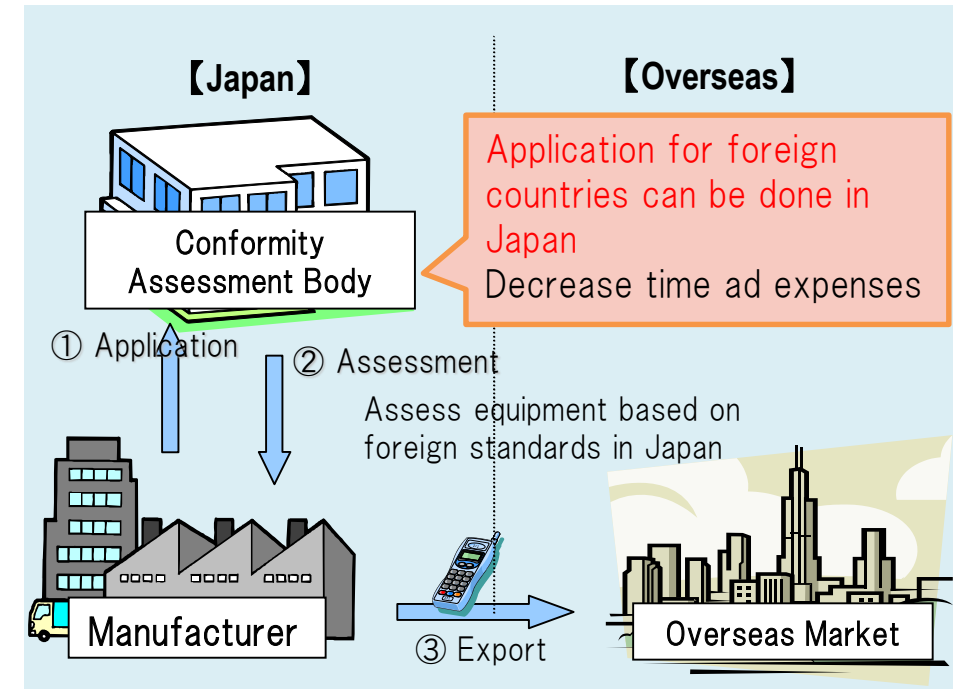 【Japan】
【Overseas】
Application for foreign
countries can be done in
Japan
Decrease time ad expenses
Conformity
Assessment Body
① Application
② Assessment
Assess equipment based on
foreign standards in Japan
Manufacturer
③ Export
Overseas Market